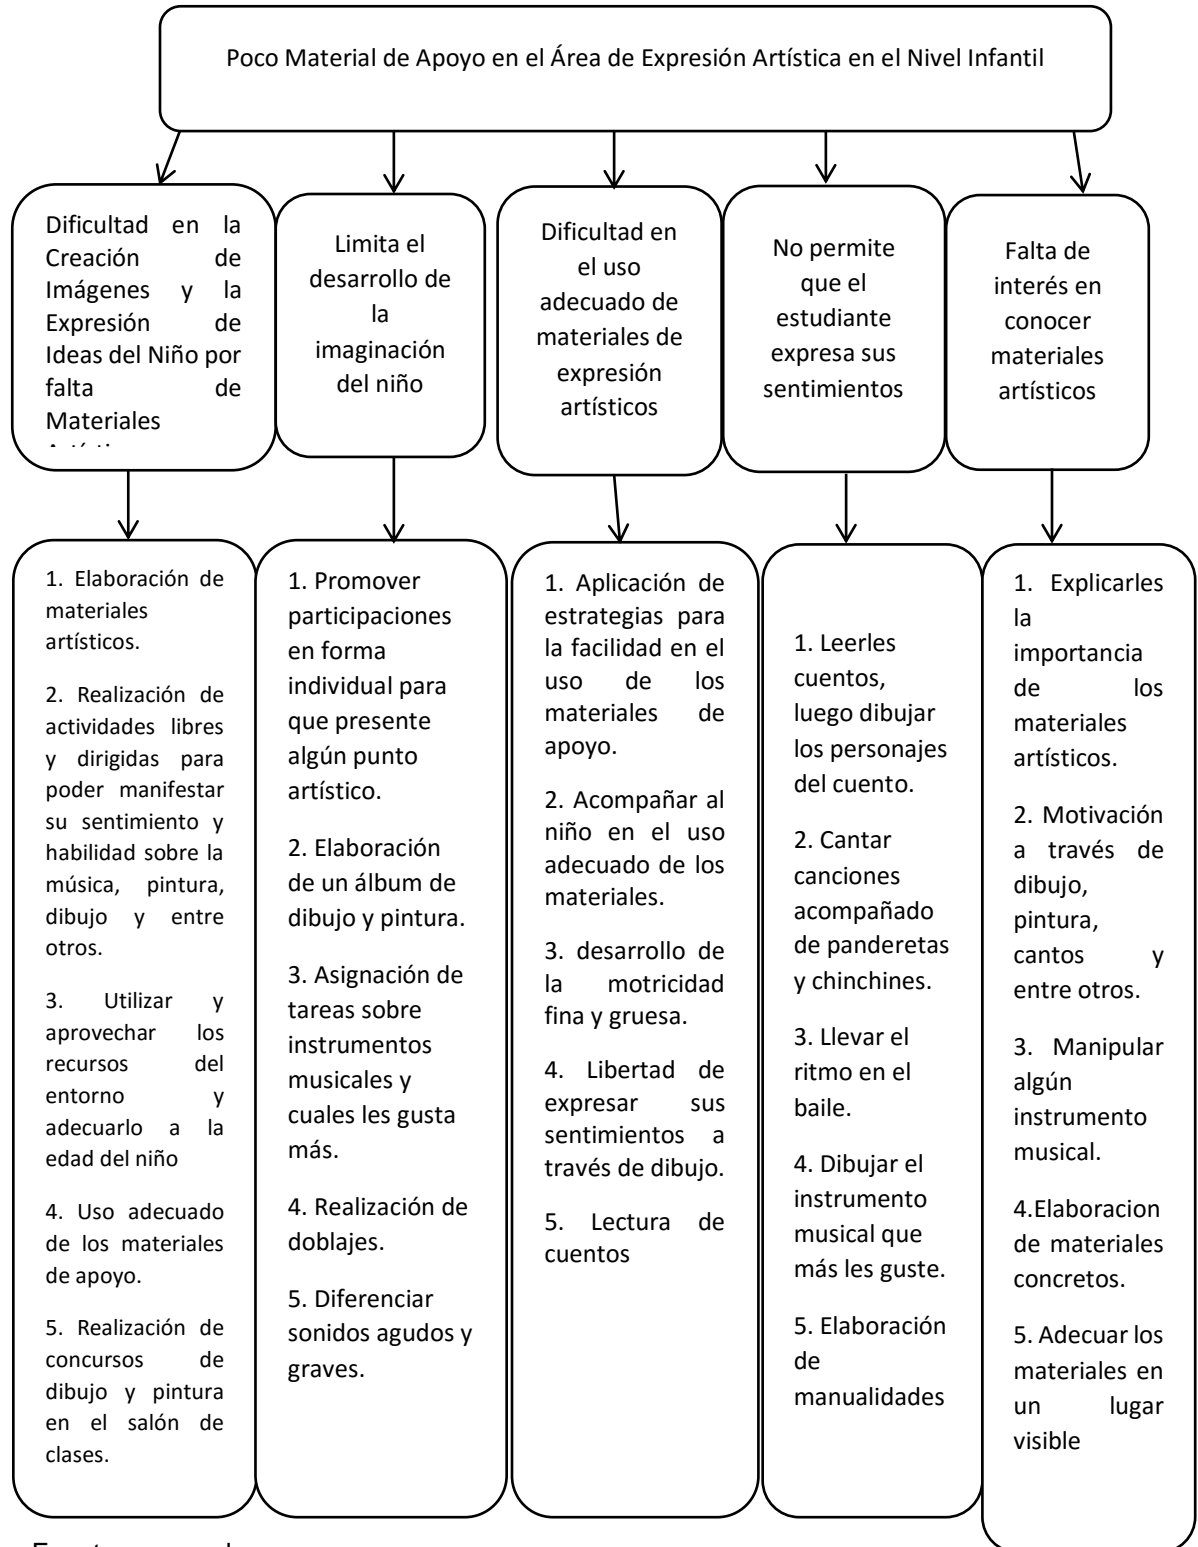 Poco Material de Apoyo en el Área de Expresión Artística en el Nivel Infantil
Dificultad en la
Creación de
Imágenes y la
Expresión de
Ideas del Niño por
falta de
Materiales
Limita el
desarrollo de
la
imaginación
del niño
Dificultad en
el uso
adecuado de
materiales de
expresión
artísticos
No permite
que el
estudiante
expresa sus
sentimientos
Falta de
interés en
conocer
materiales
artísticos
1. Elaboración de
materiales
artísticos.
2. Realización de
actividades libres
y dirigidas para
poder manifestar
su sentimiento y
habilidad sobre la
música, pintura,
dibujo y entre
otros.
3. Utilizar y
aprovechar los
recursos del
entorno y
adecuarlo a la
edad del niño
4. Uso adecuado
de los materiales
de apoyo.
5. Realización de
concursos de
dibujo y pintura
en el salón de
clases.
1. Promover
participaciones
en forma
individual para
que presente
algún punto
artístico.
2. Elaboración
de un álbum de
dibujo y pintura.
3. Asignación de
tareas sobre
instrumentos
musicales y
cuales les gusta
más.
4. Realización de
doblajes.
5. Diferenciar
sonidos agudos y
graves.
1. Aplicación de
estrategias para
la facilidad en el
uso de los
materiales de
apoyo.
2. Acompañar al
niño en el uso
adecuado de los
materiales.
3. desarrollo de
la motricidad
fina y gruesa.
4. Libertad de
expresar sus
sentimientos a
través de dibujo.
5. Lectura de
cuentos
1. Leerles
cuentos,
luego dibujar
los personajes
del cuento.
2. Cantar
canciones
acompañado
de panderetas
y chinchines.
3. Llevar el
ritmo en el
baile.
4. Dibujar el
instrumento
musical que
más les guste.
5. Elaboración
de
manualidades
1. Explicarles
la
importancia
de los
materiales
artísticos.
2. Motivación
a través de
dibujo,
pintura,
cantos y
entre otros.
3. Manipular
algún
instrumento
musical.
4.Elaboracion
de materiales
concretos.
5. Adecuar los
materiales en
un lugar
visible